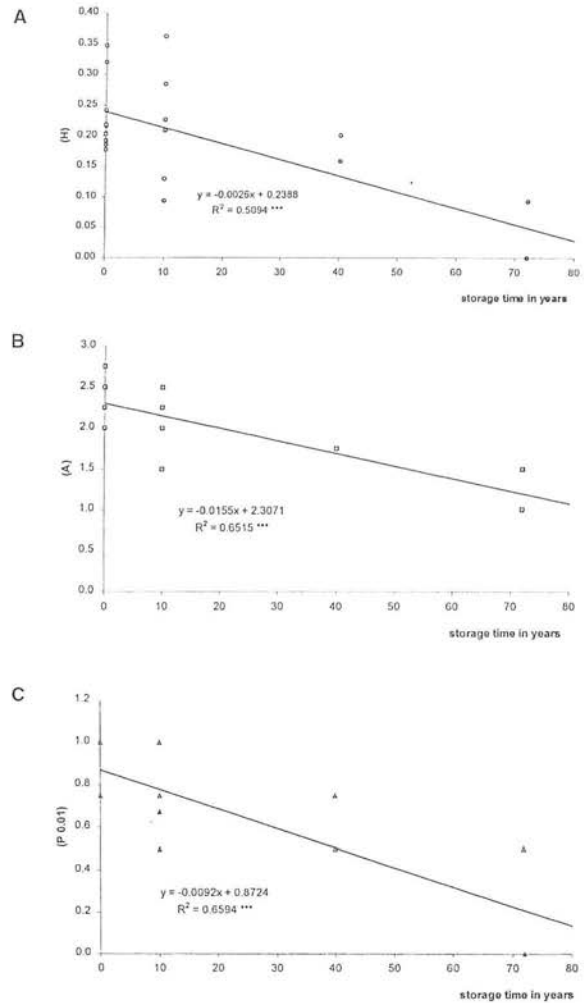 A
0.40
0.35
0.30
0.25
(H)
0.20
0.15
0.10
0.05
0.00
y = -0.0026x + 0.2388
R² = 0.5094 ***
0 10 20 30 40 50 60 70 80
storage time in years
B
3.0
2.5
2.0
(A)
1.5
1.0
0.5
0.0
y = -0.0155x + 2.3071
R² = 0.6515 ***
0 10 20 30 40 50 60 70 80
storage time in years
C
1.2
1.0
0.8
(P 0.01)
0.6
0.4
0.2
0.0
y = -0.0092x + 0.8724
R² = 0.6594 ***
0 10 20 30 40 50 60 70 80
storage time in years